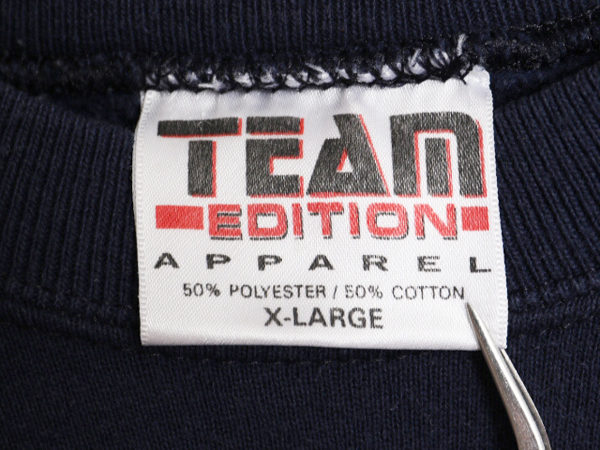 TEAM
EDITION
APPAREL
50% POLYESTER / 50% COTTON
X-LARGE